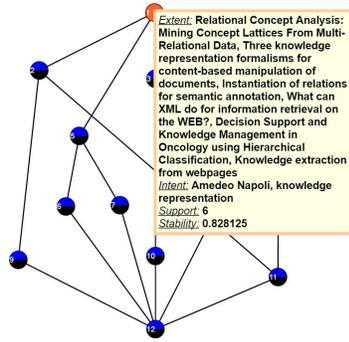 1
Extent: Relational Concept Analysis:
Mining Concept Lattices From Multi-
Relational Data, Three knowledge
representation formalisms for
content-based manipulation of
documents, Instantiation of relations
for semantic annotation, What can
XML do for information retrieval on
the WEB?, Decision Support and
Knowledge Management in
Oncology using Hierarchical
Classification, Knowledge extraction
from webpages
Intent: Amedeo Napoli, knowledge
representation
Support: 6
Stability: 0.828125
2
3
5
6
7
9
10
11
12